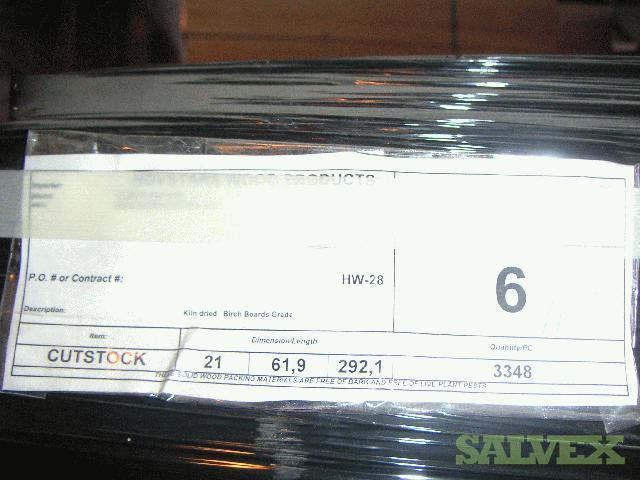 WOOD PRODUCTS
P.O. # or Contract #:
HW-28
6
Description:
Kiln dried Birch Boards Grade
Item:
Dimension/Length
Quantity/PC
CUTSTOCK
21
61,9
292,1
3348
SOLID WOOD PACKING MATERIALS ARE FREE OF BARK AND FREE OF LIVE PLANT PESTS
SALVEX